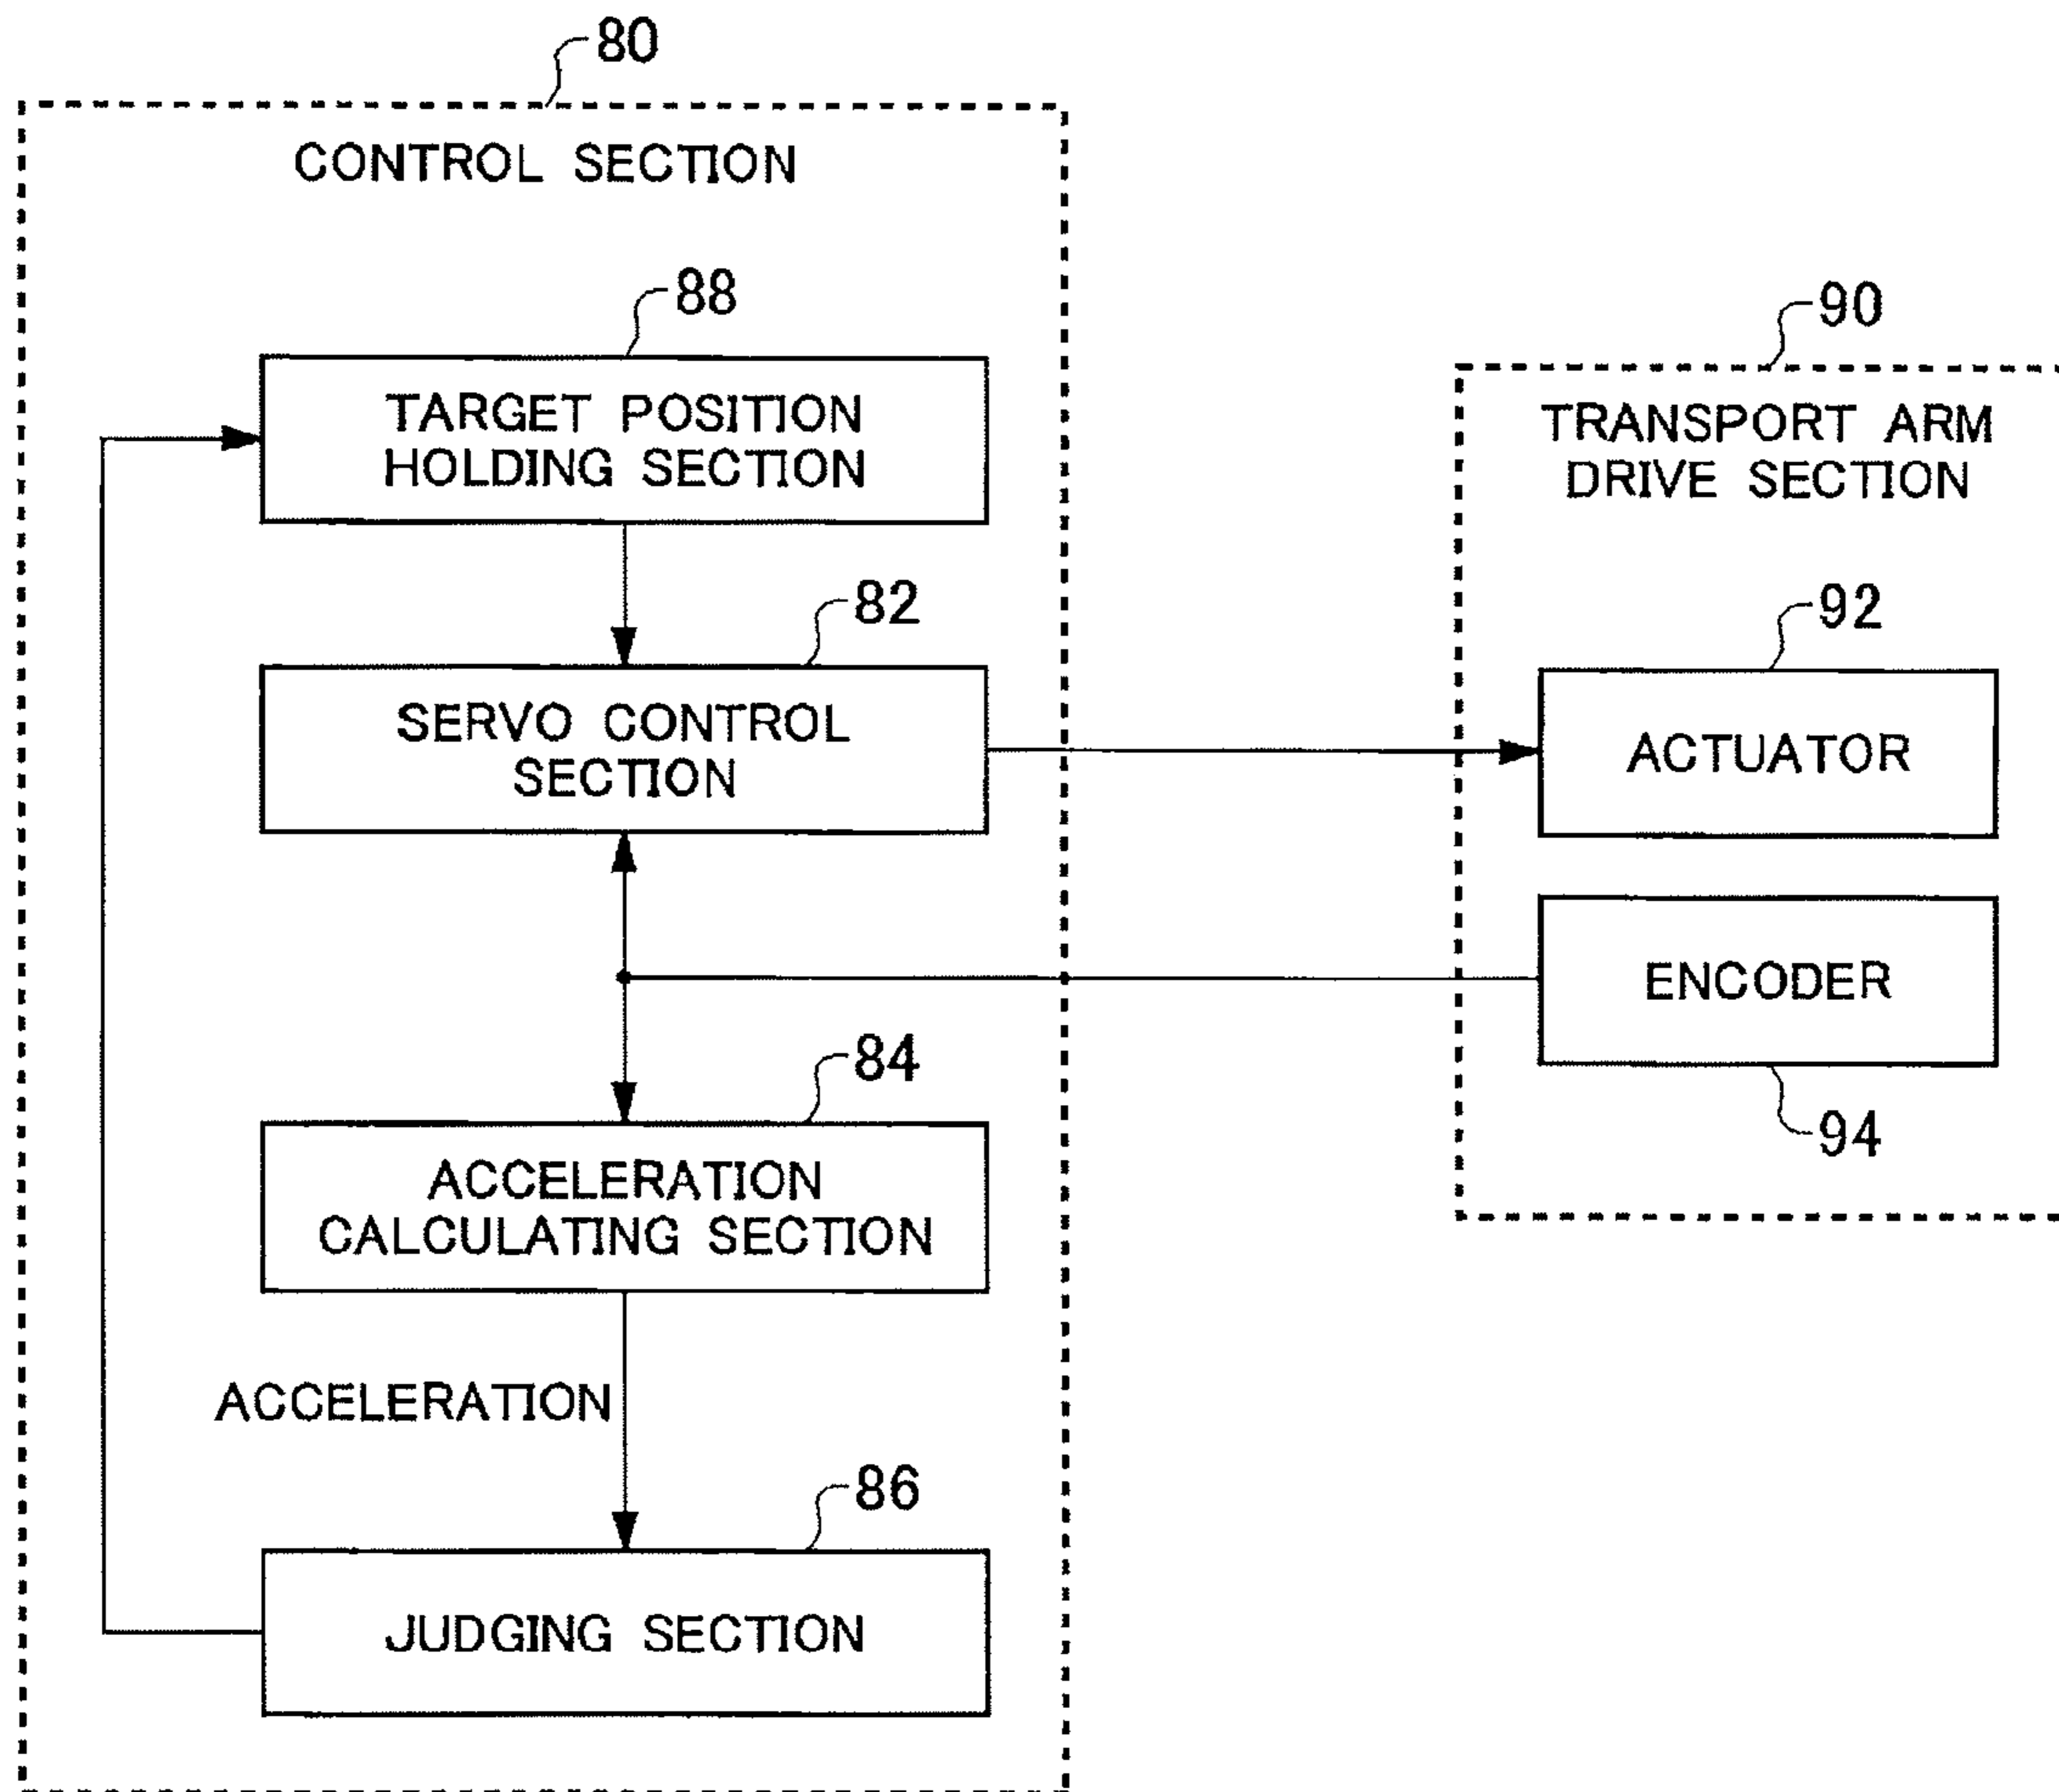 80
CONTROL SECTION
88
TARGET POSITION
HOLDING SECTION
82
SERVO CONTROL
SECTION
84
ACCELERATION
CALCULATING SECTION
ACCELERATION
86
JUDGING SECTION
90
TRANSPORT ARM
DRIVE SECTION
92
ACTUATOR
ENCODER
94